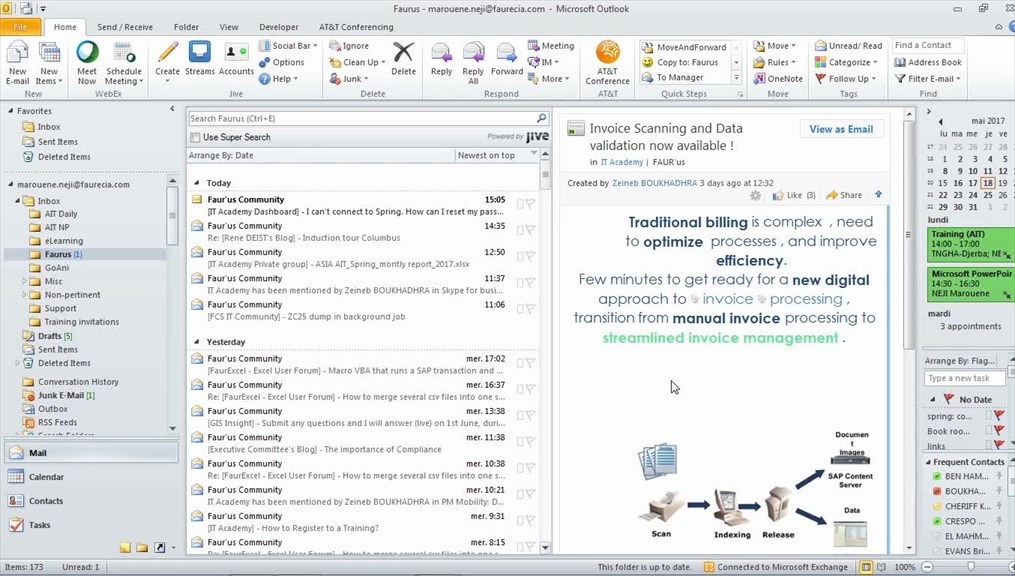 Faurus - marouene.neji@faurecia.com - Microsoft Outlook
File Home Send / Receive Folder View Developer AT&T Conferencing
New E-mail
New Items
Meet Now
Schedule Meeting
Create Streams Accounts
Social Bar
Options
Help
Ignore
Clean Up
Junk
Delete
Reply
Reply All
Forward
Meeting
IM
More
AT&T Conference
MoveAndForward
Copy to: Faurus
To Manager
Move
Rules
OneNote
Unread/ Read
Categorize
Follow Up
Find a Contact
Address Book
Filter E-mail
New WebEx Jive Delete Respond AT&T Quick Steps Move Tags Find
Favorites
Inbox
Sent Items
Deleted Items
marouene.neji@faurecia.com
Inbox
AIT Daily
AIT NP
eLearning
Faurus (1)
GoAni
Misc
Non-pertinent
Support
Training invitations
Drafts [5]
Sent Items
Deleted Items
Conversation History
Junk E-Mail [1]
Outbox
RSS Feeds
Mail
Calendar
Contacts
Tasks
Search Faurus (Ctrl+E)
Use Super Search
Powered by jive
Arrange By: Date Newest on top
Today
Faur'us Community 15:05
[IT Academy Dashboard] - I can't connect to Spring. How can I reset my pass...
Faur'us Community 14:35
Re: [Rene DEIST's Blog] - Induction tour Columbus
Faur'us Community 12:50
[IT Academy Private group] - ASIA AIT_Spring_montly report_2017.xlsx
Faur'us Community 11:37
IT Academy has been mentioned by Zeineb BOUKHADHRA in Skype for busi...
Faur'us Community 11:06
[FCS IT Community] - ZC25 dump in background job
Yesterday
Faur'us Community mer. 17:02
[FaurExcel - Excel User Forum] - Macro VBA that runs a SAP transaction and ...
Faur'us Community mer. 16:37
Re: [FaurExcel - Excel User Forum] - How to merge several csv files into one s...
Faur'us Community mer. 13:38
[GIS Insight] - Submit any questions and I will answer (live) on 1st June, duri...
Faur'us Community mer. 11:38
[Executive Committee's Blog] - The importance of Compliance
Faur'us Community mer. 10:38
Re: [FaurExcel - Excel User Forum] - How to merge several csv files into one s...
Faur'us Community mer. 10:21
IT Academy has been mentioned by Zeineb BOUKHADHRA in PM Mobility: D...
Faur'us Community mer. 9:31
[IT Academy] - How to Register to a Training?
Faur'us Community mer. 8:15
Re: [FaurExcel - Excel User Forum] - How to merge several csv files into one s...
Invoice Scanning and Data
validation now available !
View as Email
in IT Academy | FAUR'us
Created by Zeineb BOUKHADHRA 3 days ago at 12:32
Like (3) Share
Traditional billing is complex , need
to optimize processes , and improve
efficiency.
Few minutes to get ready for a new digital
approach to invoice processing ,
transition from manual invoice processing to
streamlined invoice management .
Documen
t
Images
SAP Content
Server
Data
Scan Indexing Release
mai 2017
lu ma me je ve
17 24 25 26 27 28
18 1 2 3 4 5
19 8 9 10 11 12
20 15 16 17 18 19
21 22 23 24 25 26
22 29 30 31 1 2
lundi
Training (AIT)
14:00 - 17:00
TNGHA-Djerba; NE
Microsoft PowerPoir
14:30 - 16:30
NEJI Marouene
mardi
3 appointments
Arrange By: Flag...
Type a new task
No Date
spring: co...
Book roo...
links
Frequent Contacts
BEN HAM...
BOUKHA...
CHERIFF K...
CRESPO ...
EL MAHM...
EVANS Bri...
Items: 173 Unread: 1
This folder is up to date. Connected to Microsoft Exchange 100%